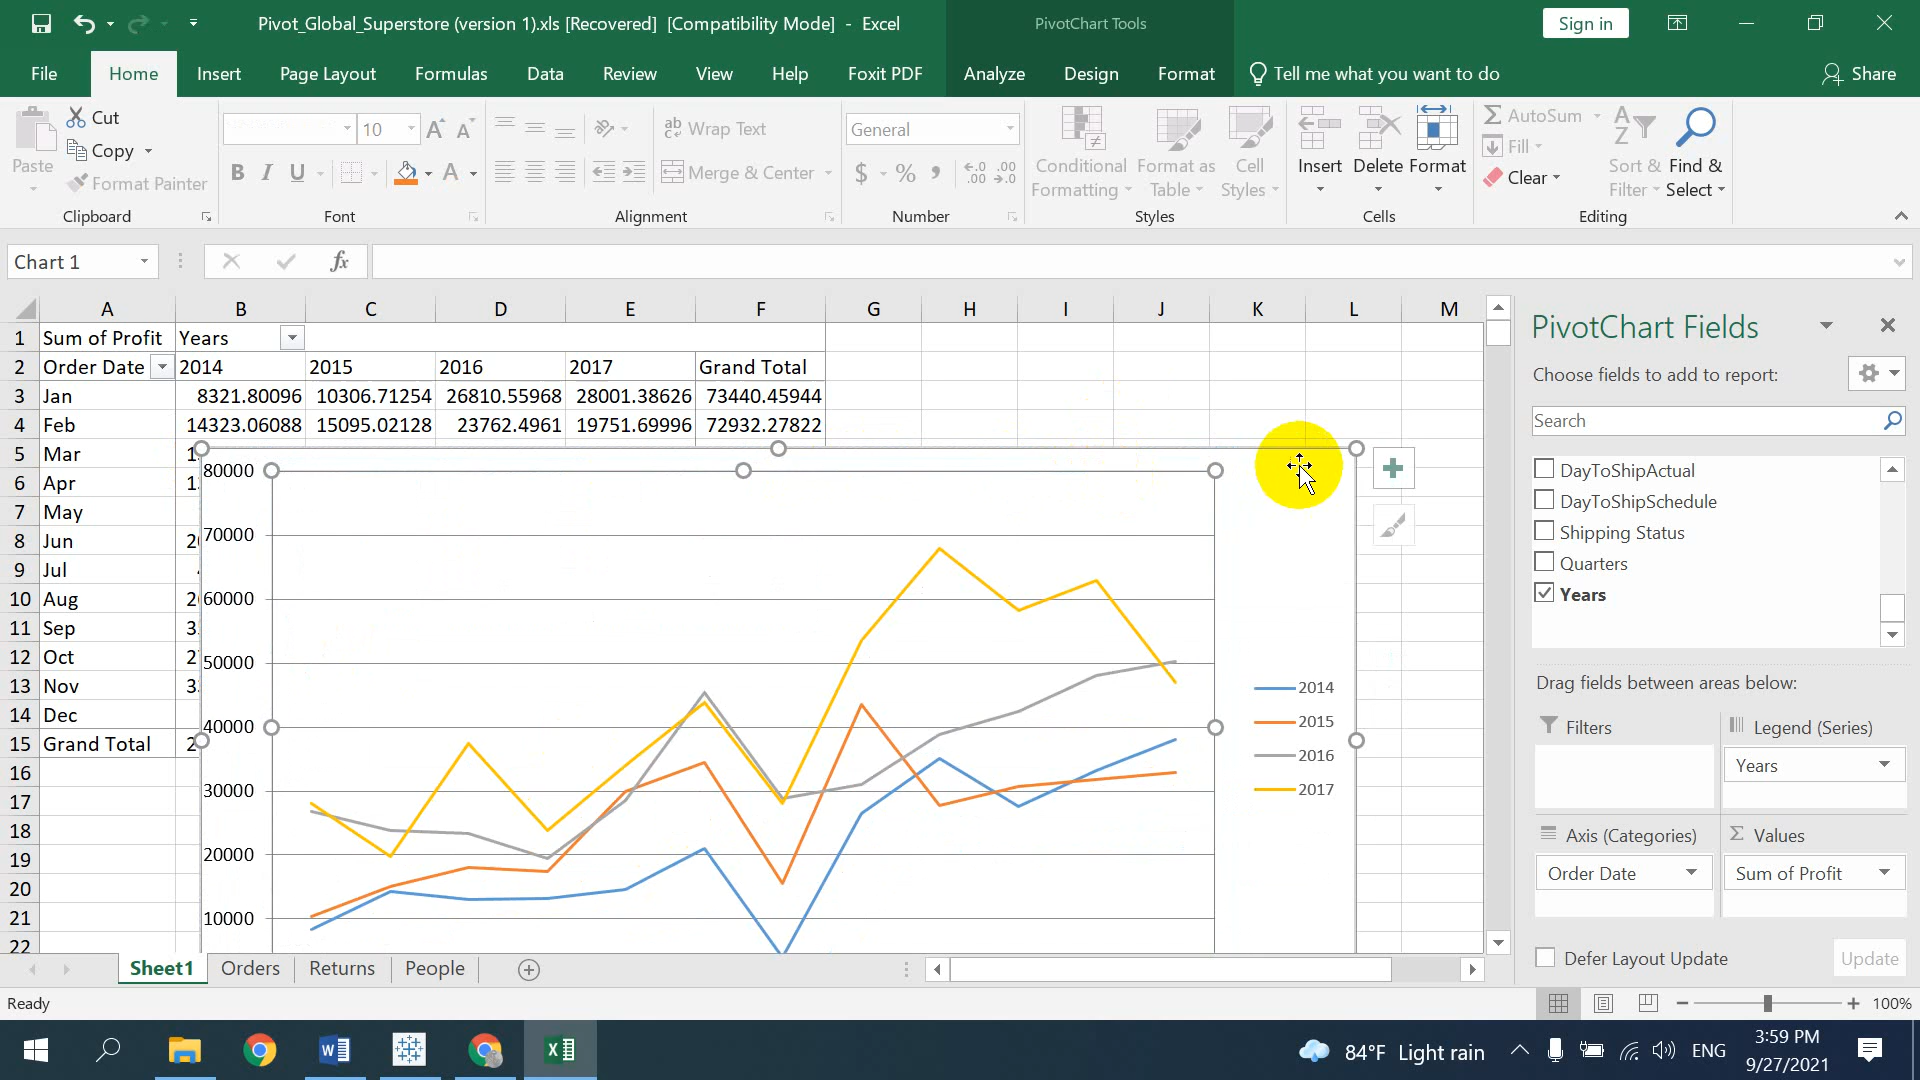 Pivot_Global_Superstore (version 1).xls [Recovered] [Compatibility Mode] - Excel
PivotChart Tools
Sign in
File Home Insert Page Layout Formulas Data Review View Help Foxit PDF Analyze Design Format Tell me what you want to do Share
Paste
Cut
Copy
Format Painter
Clipboard
10
B I U
Font
Wrap Text
Merge & Center
Alignment
General
$ % ,
Number
Conditional Formatting
Format as Table
Cell Styles
Styles
Insert Delete Format
Cells
AutoSum
Fill
Clear
Sort & Filter
Find & Select
Editing
Chart 1
fx
A B C D E F G H I J K L M
1 Sum of Profit Years
2 Order Date 2014 2015 2016 2017 Grand Total
3 Jan 8321.80096 10306.71254 26810.55968 28001.38626 73440.45944
4 Feb 14323.06088 15095.02128 23762.4961 19751.69996 72932.27822
5 Mar 1
6 Apr 1
7 May
8 Jun 2
9 Jul
10 Aug 2
11 Sep 3
12 Oct 2
13 Nov 3
14 Dec
15 Grand Total 2
16
17
18
19
20
21
22
80000
70000
60000
50000
40000
30000
20000
10000
2014
2015
2016
2017
PivotChart Fields
Choose fields to add to report:
Search
DayToShipActual
DayToShipSchedule
Shipping Status
Quarters
Years
Drag fields between areas below:
Filters
Legend (Series)
Years
Axis (Categories)
Order Date
Values
Sum of Profit
Defer Layout Update
Update
Sheet1 Orders Returns People
Ready
100%
84°F Light rain
ENG
3:59 PM
9/27/2021